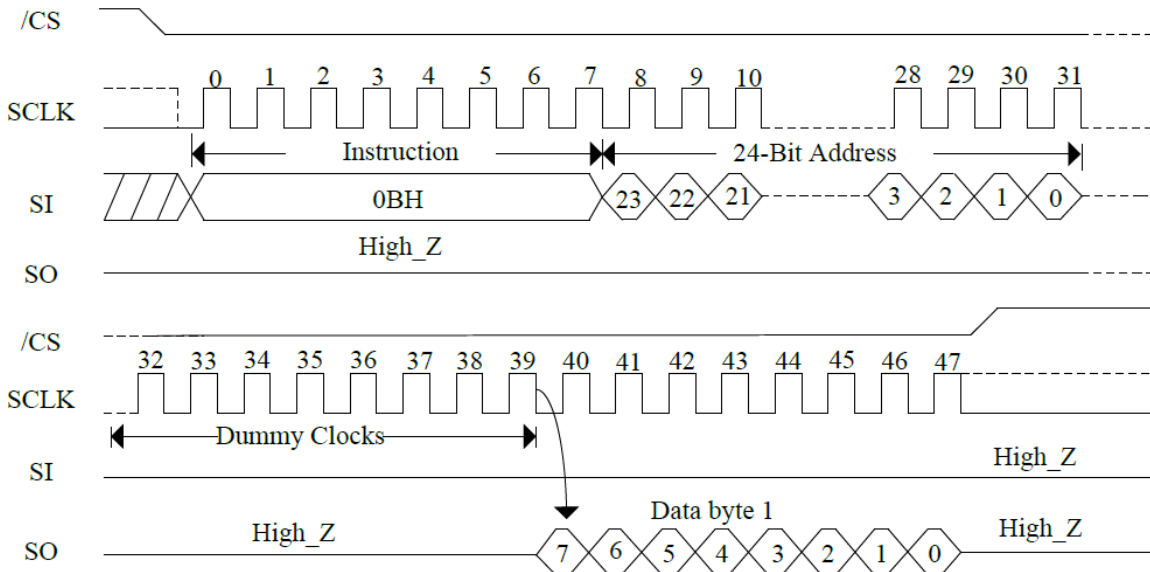 /CS
0 1 2 3 4 5 6 7 8 9 10 28 29 30 31
SCLK
Instruction 24-Bit Address
SI 0BH 23 22 21 3 2 1 0
High_Z
SO
/CS
32 33 34 35 36 37 38 39 40 41 42 43 44 45 46 47
SCLK
Dummy Clocks
SI High_Z
Data byte 1
High_Z High_Z
SO 7 6 5 4 3 2 1 0